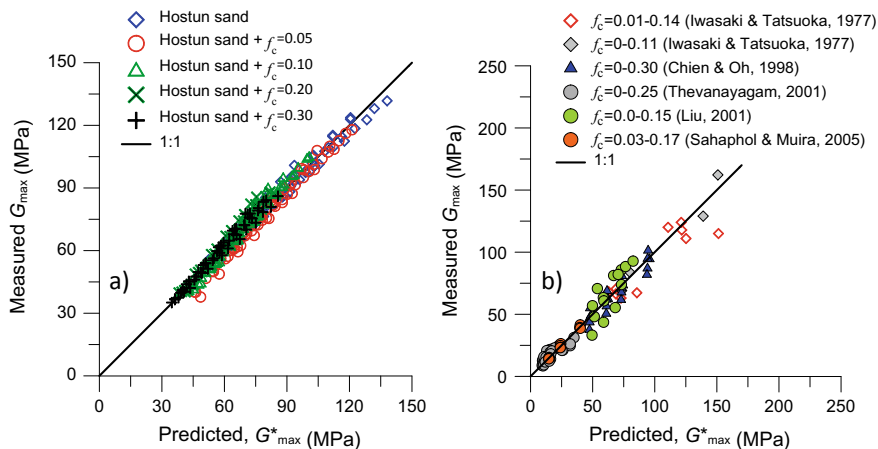 Hostun sand
Hostun sand + fc=0.05
Hostun sand + fc=0.10
Hostun sand + fc=0.20
Hostun sand + fc=0.30
1:1
150
120
90
60
30
0
Measured Gmax (MPa)
a)
0
30
60
90
120
150
Predicted, G*max (MPa)
fc=0.01-0.14 (Iwasaki & Tatsuoka, 1977)
fc=0-0.11 (Iwasaki & Tatsuoka, 1977)
fc=0-0.30 (Chien & Oh, 1998)
fc=0-0.25 (Thevanayagam, 2001)
fc=0.0-0.15 (Liu, 2001)
fc=0.03-0.17 (Sahaphol & Muira, 2005)
1:1
250
200
150
100
50
0
Measured Gmax (MPa)
b)
0
50
100
150
200
250
Predicted, G*max (MPa)